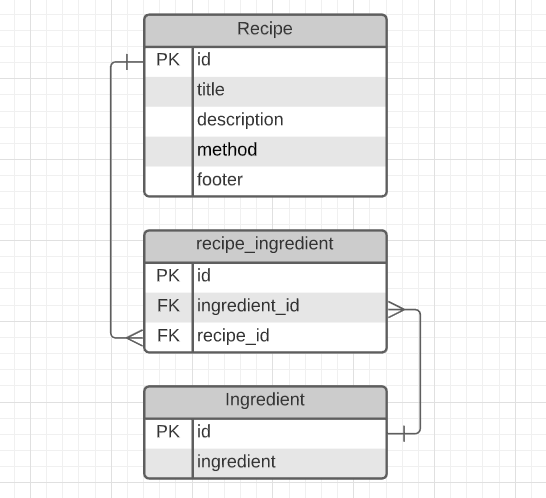 Recipe
PK id
title
description
method
footer
recipe_ingredient
PK id
FK ingredient_id
FK recipe_id
Ingredient
PK id
ingredient